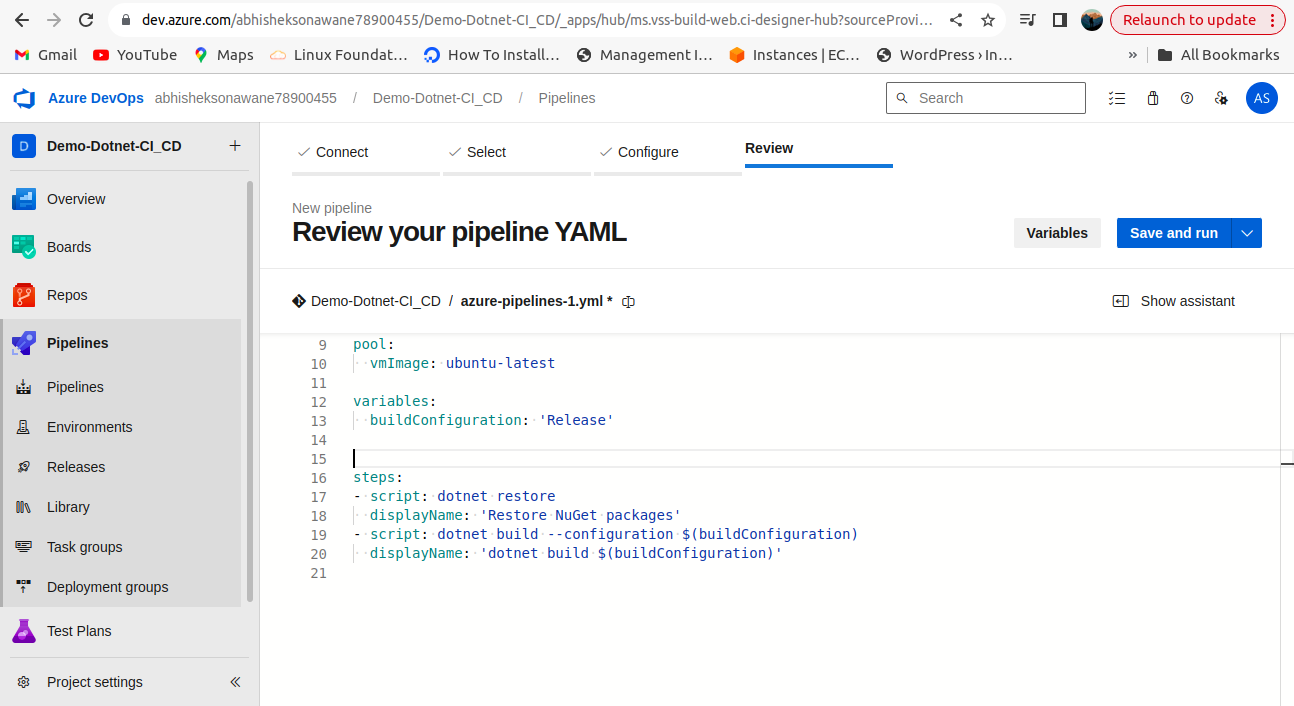 dev.azure.com/abhisheksonawane78900455/Demo-Dotnet-CI_CD/_apps/hub/ms.vss-build-web.ci-designer-hub?sourceProvi...
Relaunch to update
Gmail YouTube Maps Linux Foundat... How To Install... Management I... Instances | EC... WordPress › In... » All Bookmarks
Azure DevOps abhisheksonawane78900455 / Demo-Dotnet-CI_CD / Pipelines Search AS
D Demo-Dotnet-CI_CD +
Overview
Boards
Repos
Pipelines
Pipelines
Environments
Releases
Library
Task groups
Deployment groups
Test Plans
Project settings
Connect Select Configure Review
New pipeline
Review your pipeline YAML
Variables Save and run
Demo-Dotnet-CI_CD / azure-pipelines-1.yml * Show assistant
9 pool:
10 vmImage: ubuntu-latest
11
12 variables:
13 buildConfiguration: 'Release'
14
15
16 steps:
17 - script: dotnet restore
18 displayName: 'Restore NuGet packages'
19 - script: dotnet build --configuration $(buildConfiguration)
20 displayName: 'dotnet build $(buildConfiguration)'
21